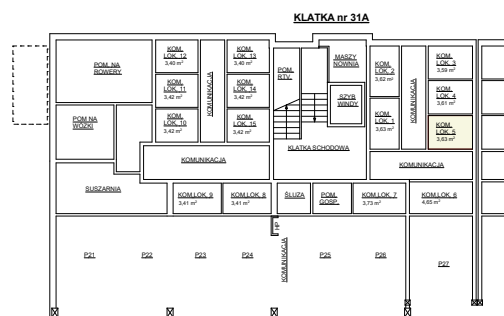 KLATKA nr 31A
POM. NA
ROWERY
KOM.
LOK. 12
3,40 m²
KOM.
LOK. 11
3,42 m²
KOM.
LOK. 10
3,42 m²
KOMUNIKACJA
KOM.
LOK. 13
3,40 m²
KOM.
LOK. 14
3,42 m²
KOM.
LOK. 15
3,42 m²
POM.
RTV.
MASZY
NOWNIA
SZYB
WINDY
KLATKA SCHODOWA
KOM.
LOK. 2
3,62 m²
KOM.
LOK. 1
3,63 m²
KOMUNIKACJA
KOM.
LOK. 3
3,59 m²
KOM.
LOK. 4
3,61 m²
KOM.
LOK. 5
3,63 m²
POM NA
WÓZKI
KOMUNIKACJA
KOMUNIKACJA
SUSZARNIA
KOM.LOK. 9
3,41 m²
KOM.LOK. 8
3,41 m²
ŚLUZA
POM.
GOSP.
KOM.LOK. 7
3,73 m²
KOM.LOK. 6
4,65 m²
HP
KOMUNIKACJA
P21
P22
P23
P24
P25
P26
P27